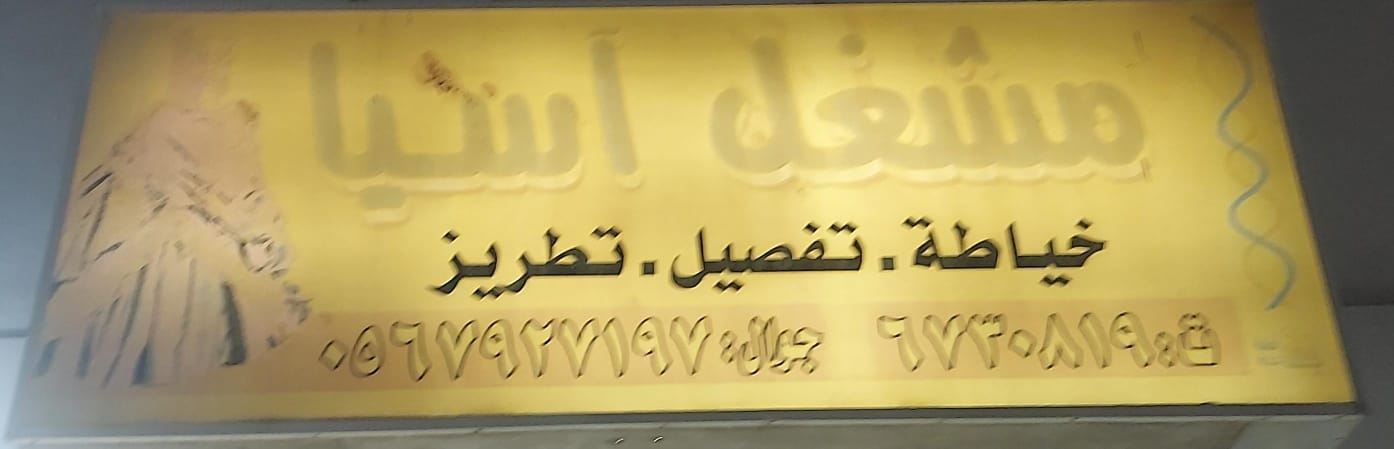 مشغل آسيا
خياطة . تفصيل . تطريز
ت: ٦٧٣٠٨١٩ جوال: ٠٥٦٧٩٢٧١٩٧